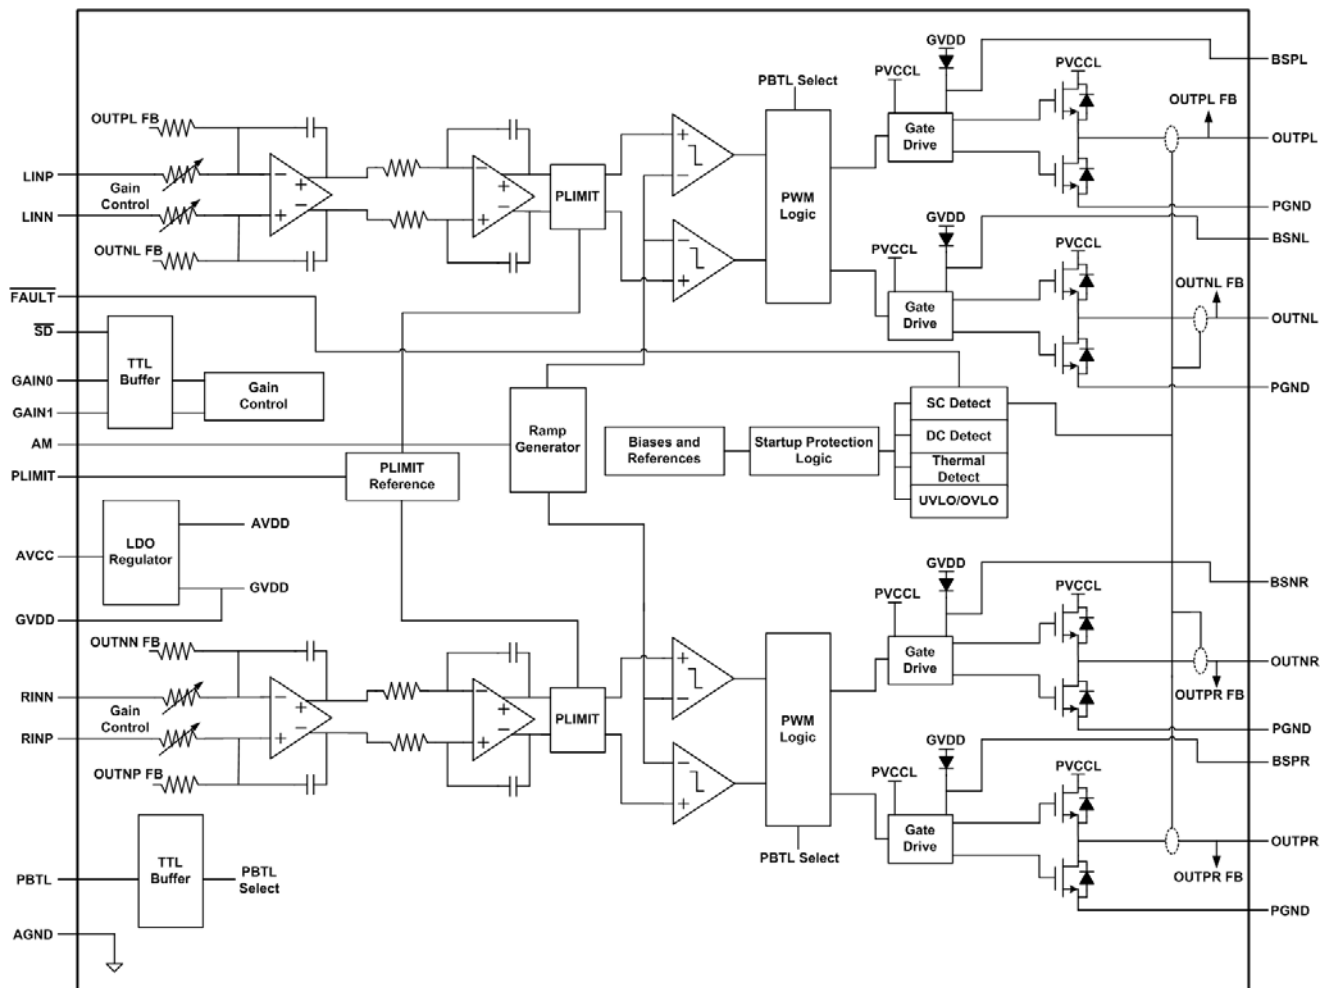 GVDD
BSPL
PVCCL
PVCCL
PBTL Select
OUTPL FB
OUTPL FB
Gate
Drive
OUTPL
LINP
Gain
Control
PLIMIT
PWM
Logic
LINN
PGND
GVDD
BSNL
OUTNL FB
PVCCL
PVCCL
OUTNL FB
FAULT
Gate
Drive
OUTNL
SD
TTL
Buffer
GAIN0
Gain
Control
PGND
GAIN1
SC Detect
AM
Ramp
Generator
Biases and
References
Startup Protection
Logic
DC Detect
PLIMIT
PLIMIT
Reference
Thermal
Detect
UVLO/OVLO
AVDD
AVCC
LDO
Regulator
GVDD
GVDD
GVDD
BSNR
PVCCL
PVCCL
OUTNN FB
Gate
Drive
OUTNR
RINN
Gain
Control
PLIMIT
OUTPR FB
RINP
PWM
Logic
PGND
GVDD
BSPR
OUTNP FB
PVCCL
PVCCL
Gate
Drive
OUTPR
PBTL Select
TTL
Buffer
PBTL
PBTL
Select
OUTPR FB
PGND
AGND